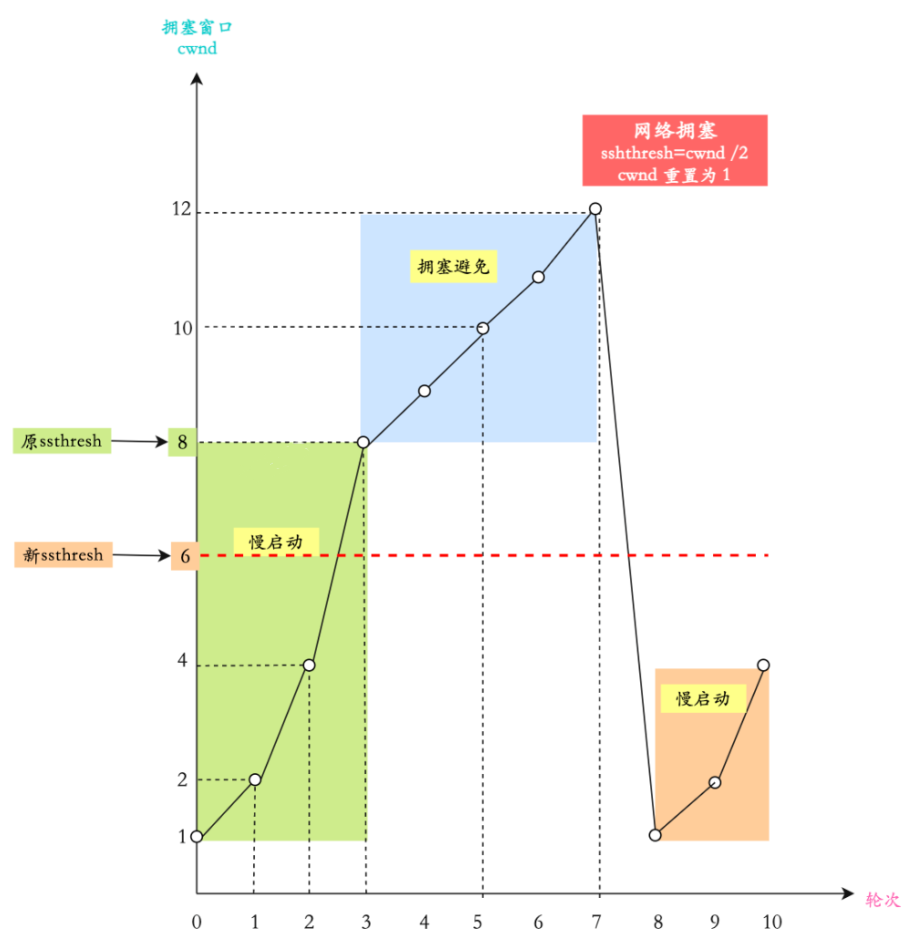 拥塞窗口
cwnd
网络拥塞
sshthresh=cwnd /2
cwnd 重置为 1
12
拥塞避免
10
原ssthresh
8
慢启动
新ssthresh
6
4
慢启动
2
1
轮次
0 1 2 3 4 5 6 7 8 9 10